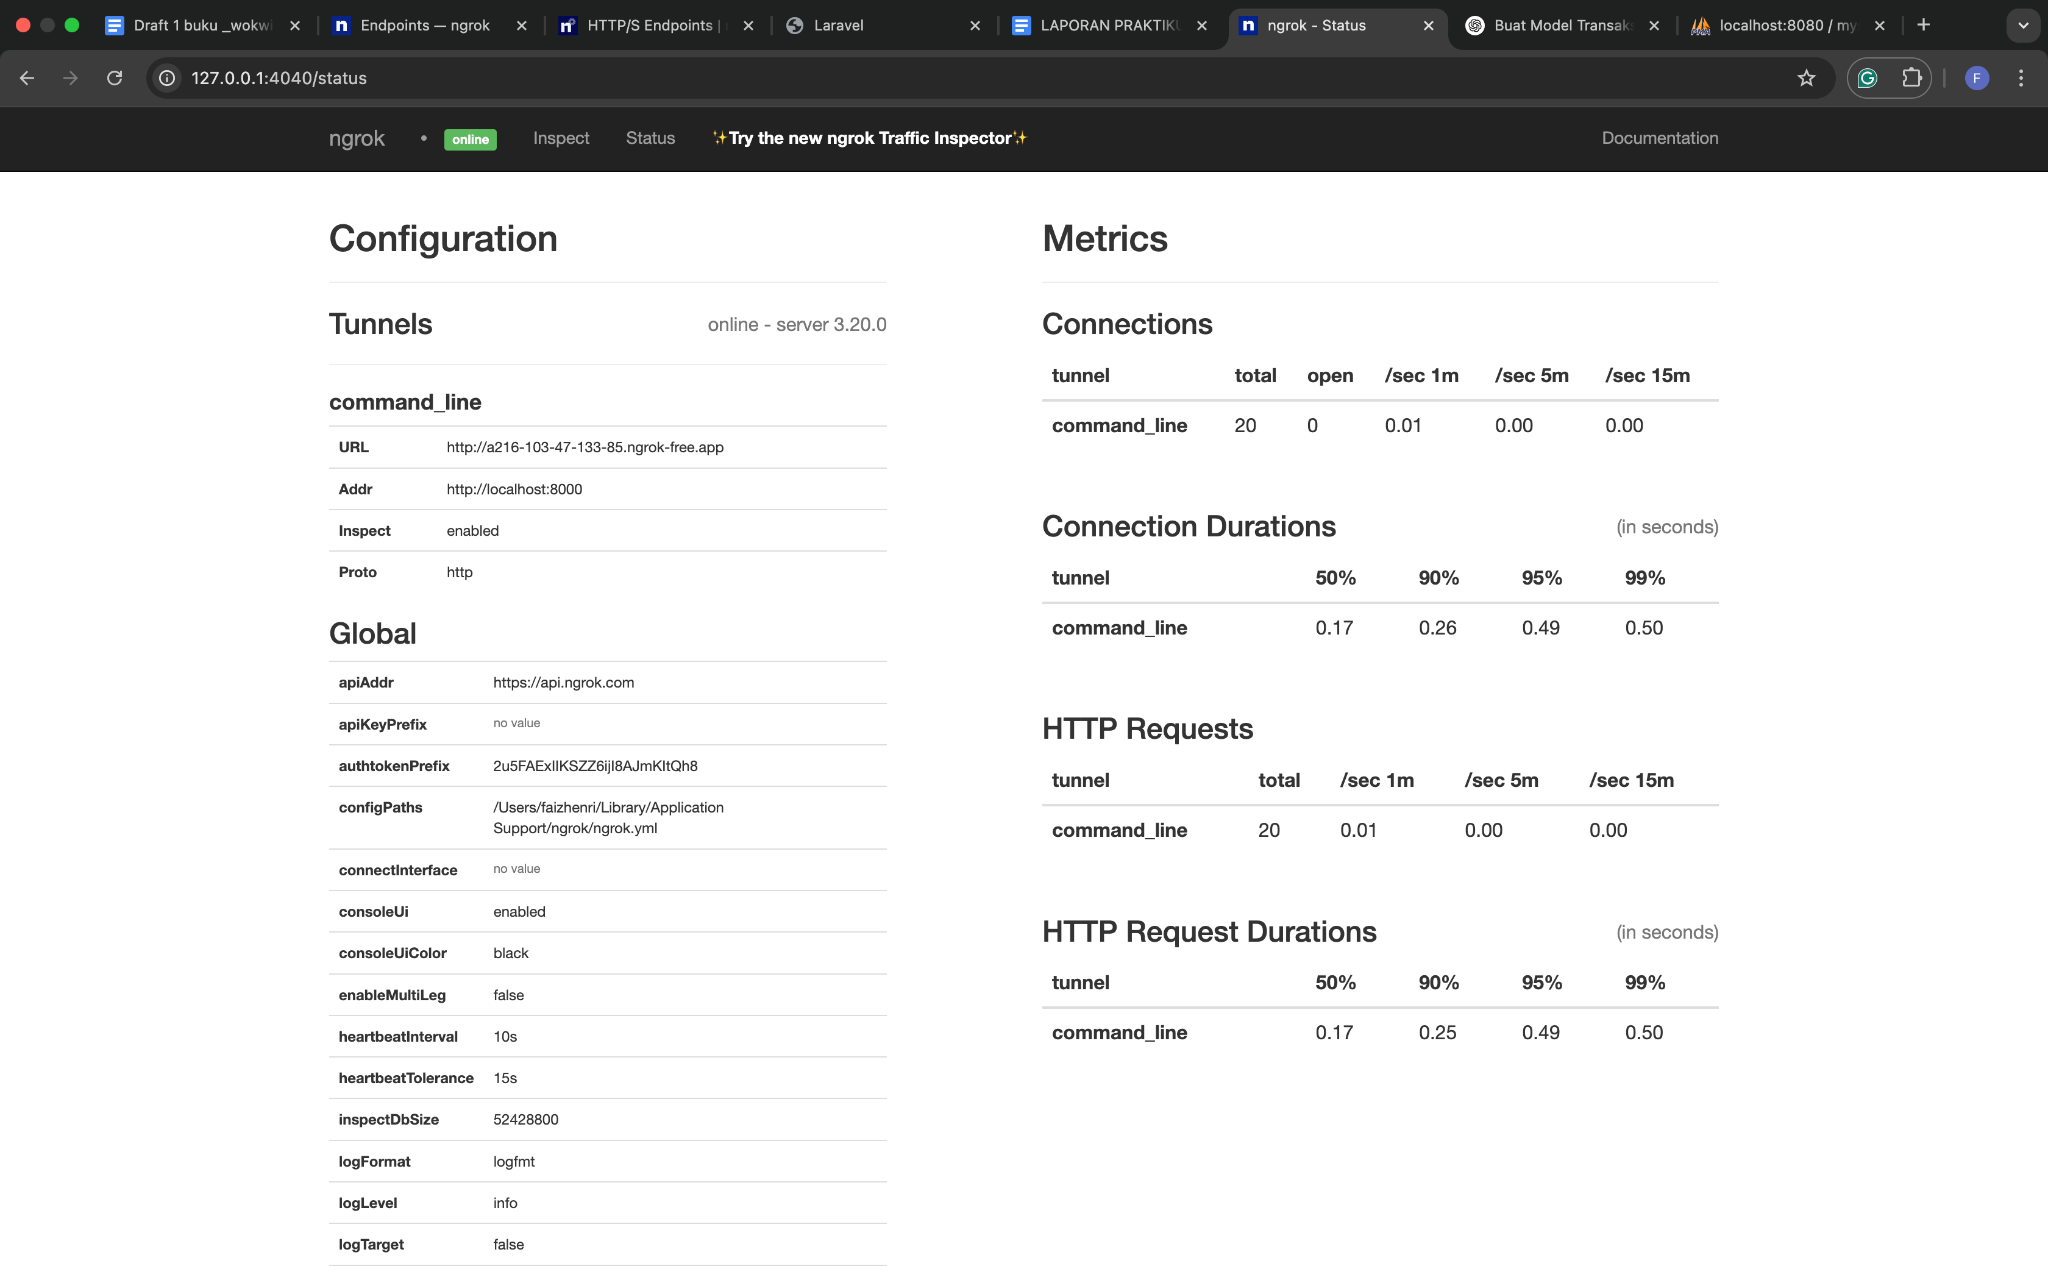 Draft 1 buku _wokwi
Endpoints — ngrok
HTTP/S Endpoints |
Laravel
LAPORAN PRAKTIKU
ngrok - Status
Buat Model Transaks
localhost:8080 / my
127.0.0.1:4040/status
F
ngrok
online
Inspect
Status
✨Try the new ngrok Traffic Inspector✨
Documentation
Configuration
Tunnels
online - server 3.20.0
command_line
URL http://a216-103-47-133-85.ngrok-free.app
Addr http://localhost:8000
Inspect enabled
Proto http
Global
apiAddr https://api.ngrok.com
apiKeyPrefix no value
authtokenPrefix
configPaths /Users/faizhenri/Library/Application
Support/ngrok/ngrok.yml
connectInterface no value
consoleUi enabled
consoleUiColor black
enableMultiLeg false
heartbeatInterval 10s
heartbeatTolerance 15s
inspectDbSize 52428800
logFormat logfmt
logLevel info
logTarget false
Metrics
Connections
tunnel total open /sec 1m /sec 5m /sec 15m
command_line 20 0 0.01 0.00 0.00
Connection Durations (in seconds)
tunnel 50% 90% 95% 99%
command_line 0.17 0.26 0.49 0.50
HTTP Requests
tunnel total /sec 1m /sec 5m /sec 15m
command_line 20 0.01 0.00 0.00
HTTP Request Durations (in seconds)
tunnel 50% 90% 95% 99%
command_line 0.17 0.25 0.49 0.50